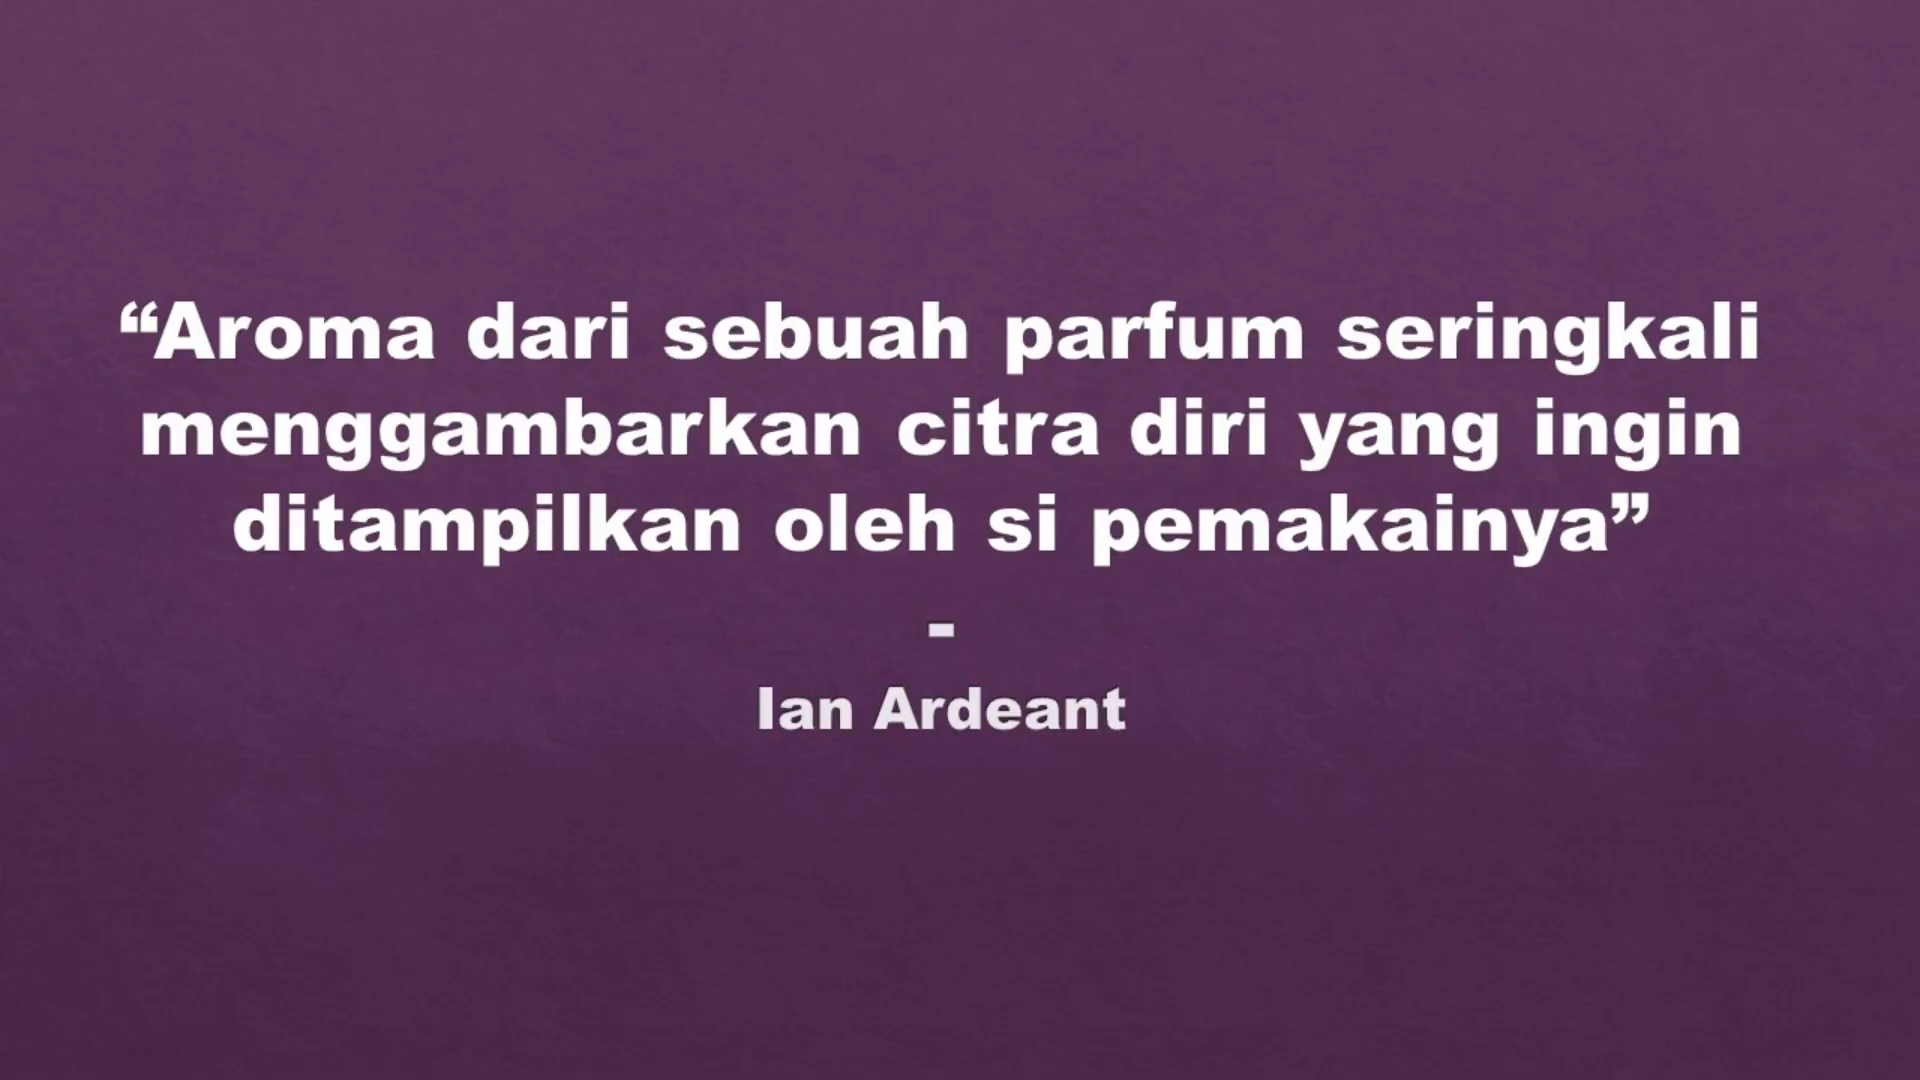 “Aroma dari sebuah parfum seringkali
menggambarkan citra diri yang ingin
ditampilkan oleh si pemakainya”
-
Ian Ardeant